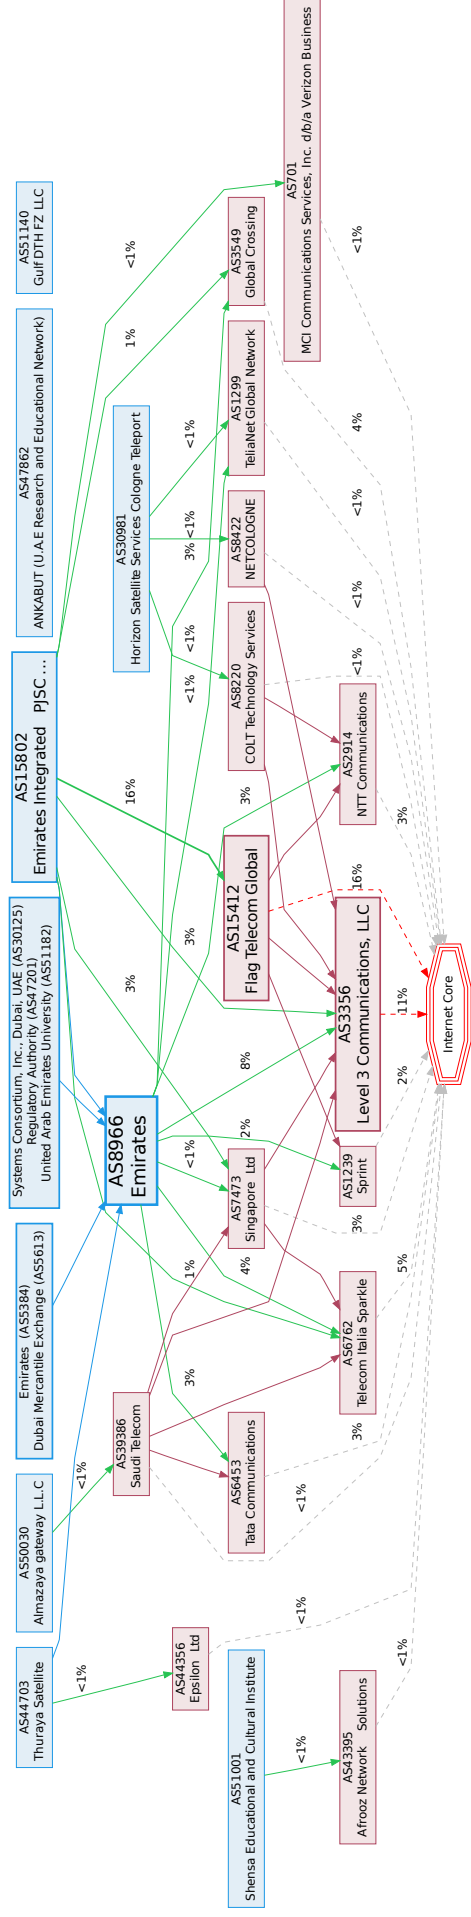 AS51140
Gulf DTH FZ LLC
AS47862
ANKABUT (U.A.E Research and Educational Network)
AS15802
Emirates Integrated PJSC ...
Systems Consortium, Inc., Dubai, UAE (AS30125)
Regulatory Authority (AS47201)
United Arab Emirates University (AS51182)
Emirates (AS5384)
Dubai Mercantile Exchange (AS5613)
AS50030
Almazaya gateway L.L.C
AS44703
Thuraya Satellite
AS30981
Horizon Satellite Services Cologne Teleport
AS8966
Emirates
AS39386
Saudi Telecom
AS44356
Epsilon Ltd
AS51001
Shensa Educational and Cultural Institute
AS3549
Global Crossing
AS1299
TeliaNet Global Network
AS8422
NETCOLOGNE
AS8220
COLT Technology Services
AS15412
Flag Telecom Global
AS7473
Singapore Ltd
AS6453
Tata Communications
AS701
MCI Communications Services, Inc. d/b/a Verizon Business
AS2914
NTT Communications
AS3356
Level 3 Communications, LLC
AS1239
Sprint
AS6762
Telecom Italia Sparkle
AS43395
Afrooz Network Solutions
Internet Core
<1%
1%
16%
3%
<1%
<1%
<1%
3%
<1%
<1%
3%
<1%
1%
3%
3%
8%
2%
4%
<1%
<1%
<1%
<1%
4%
<1%
<1%
<1%
16%
3%
3%
3%
11%
2%
5%
<1%